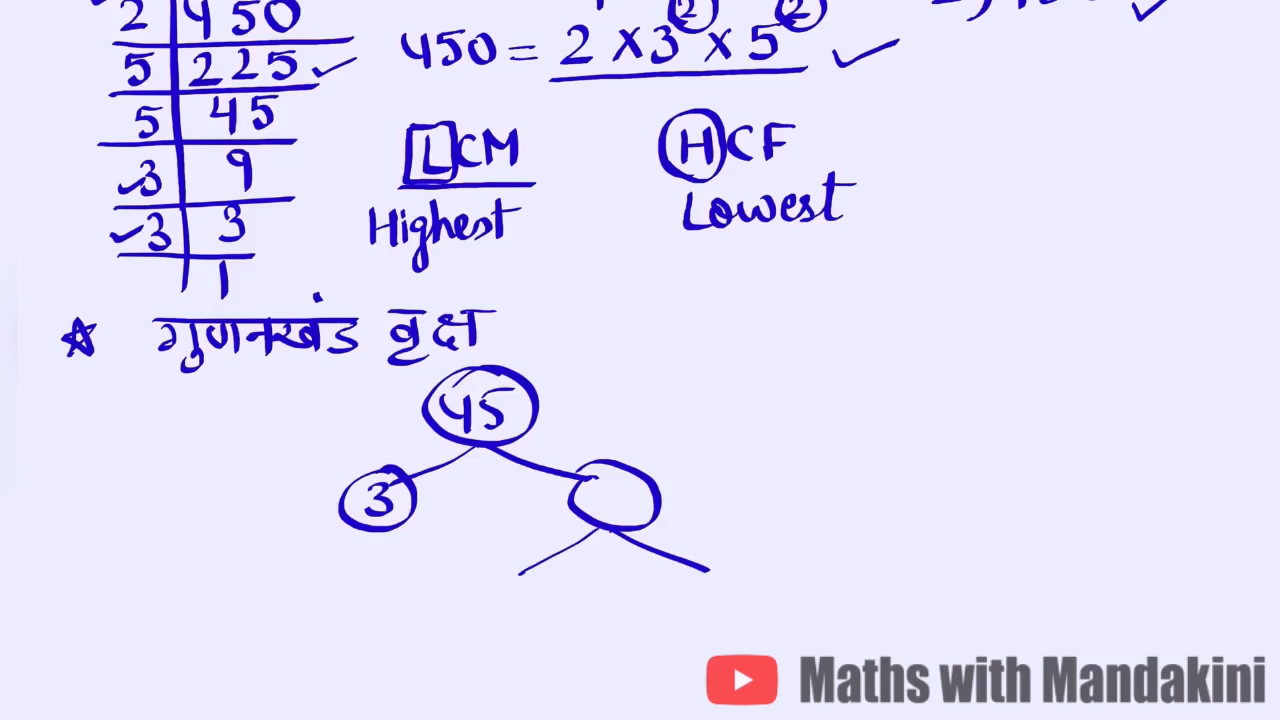 2 | 450
5 | 225 ✓
5 | 45
✓3 | 9
✓3 | 3
1
450 = 2 × 3² × 5² ✓
LCM
Highest
HCF
Lowest
☆ गुणनखंड वृक्ष
45
3
Maths with Mandakini